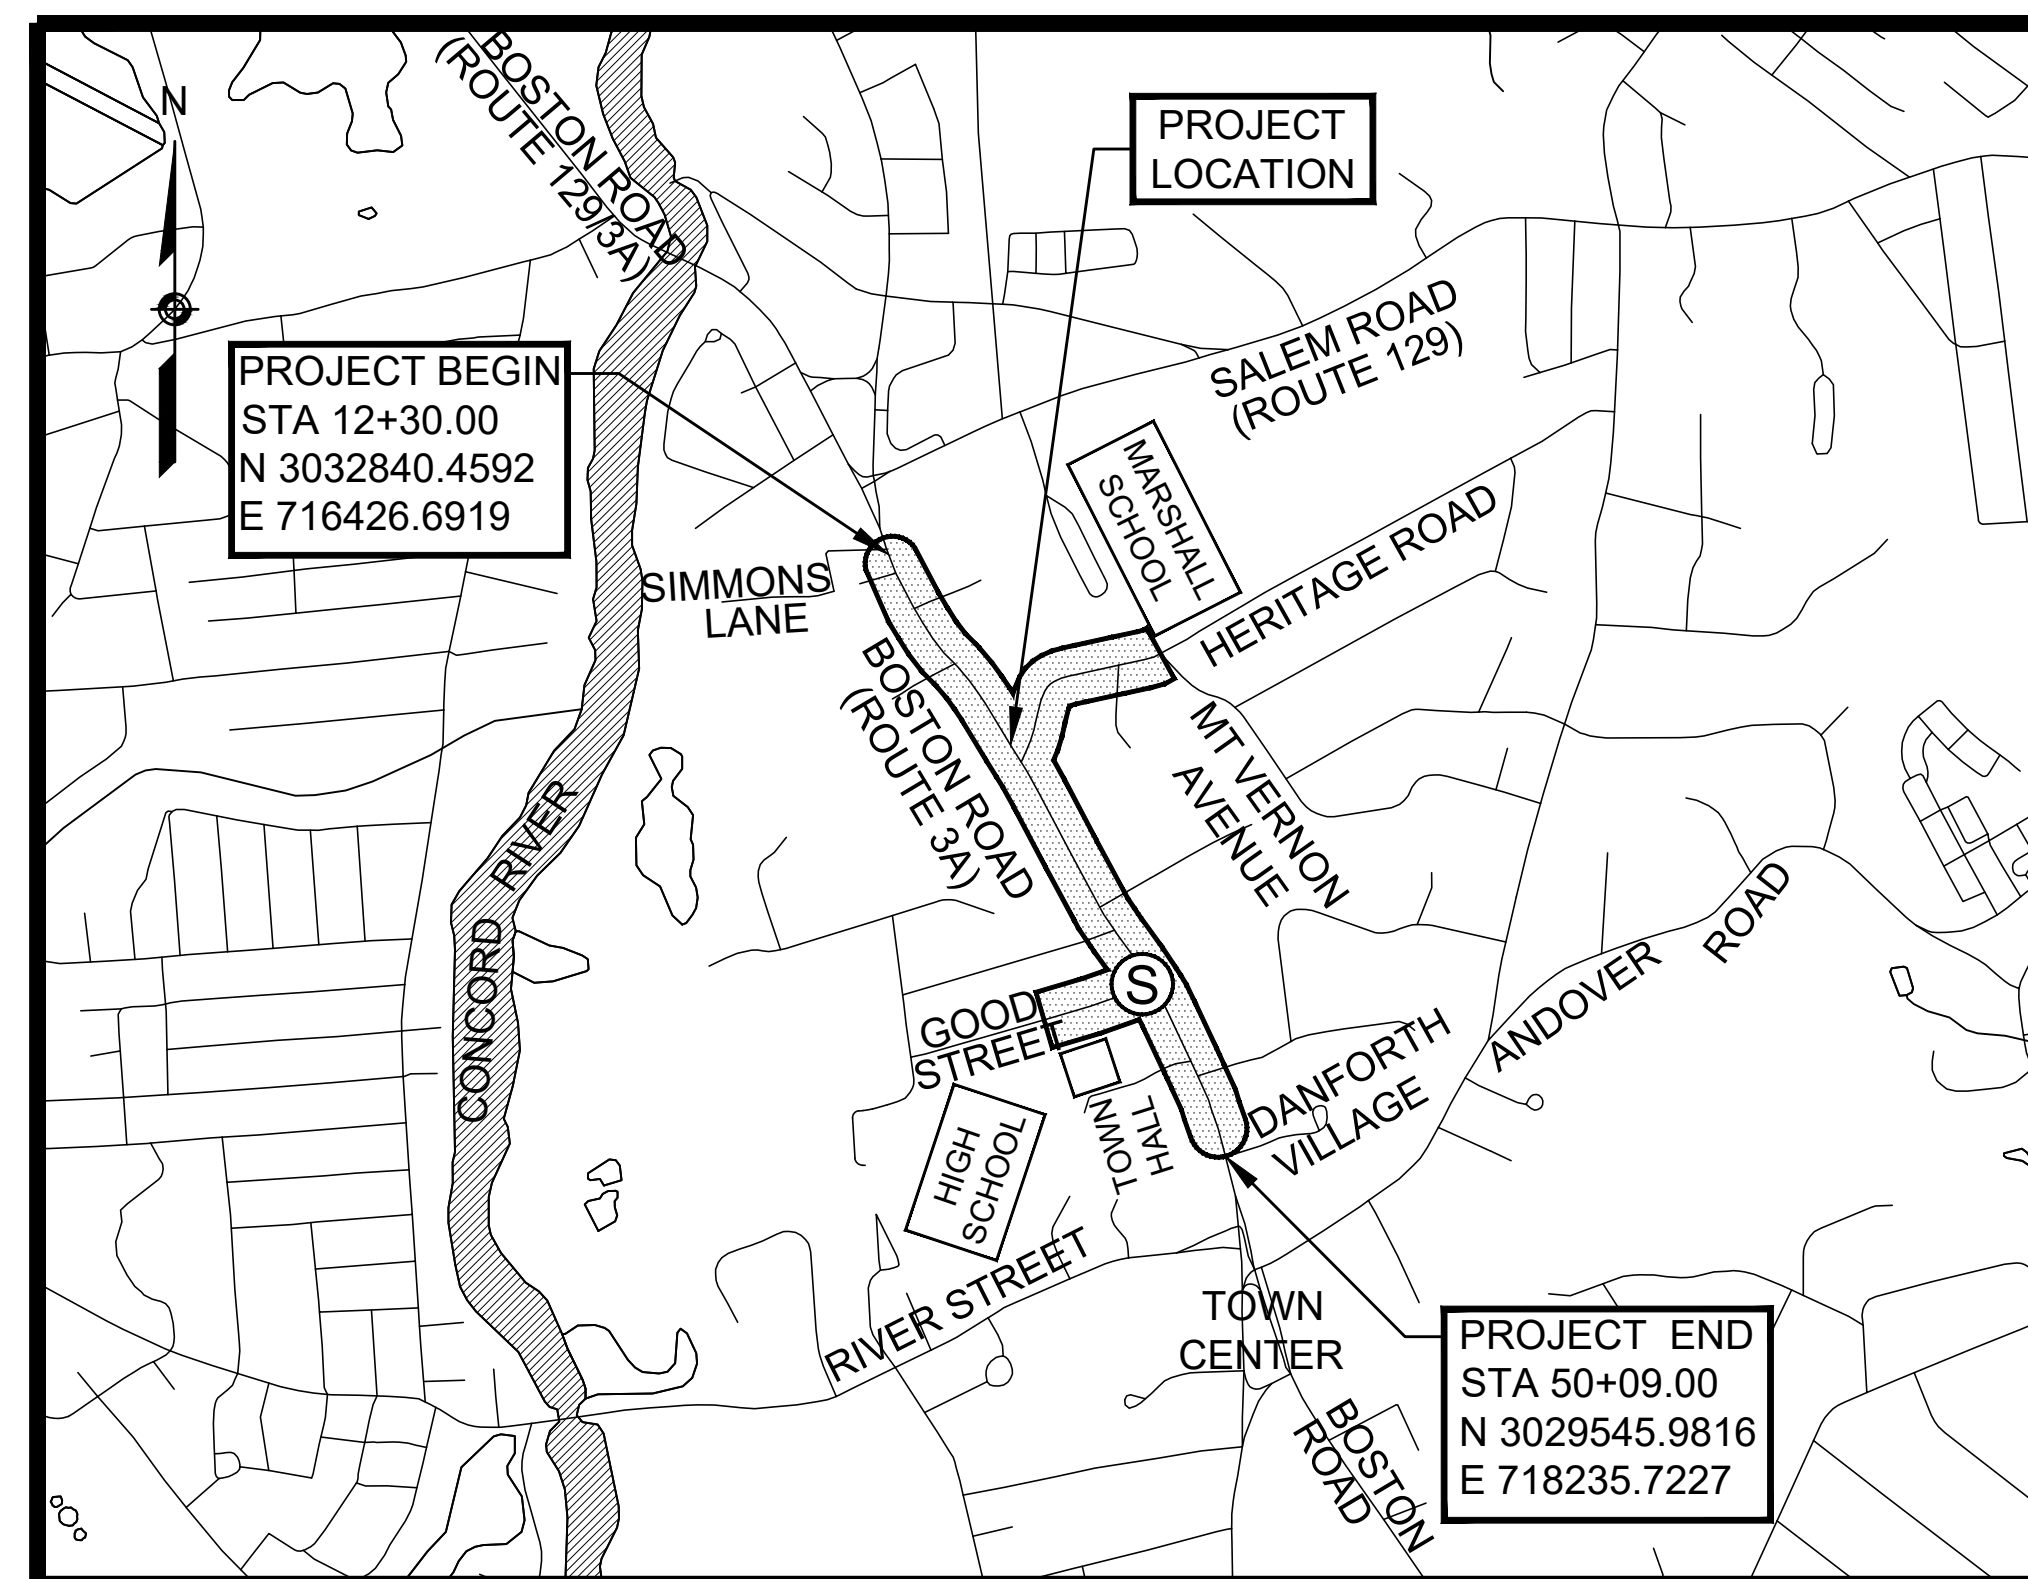 N
BOSTON ROAD
(ROUTE 129/3A)
PROJECT
LOCATION
SALEM ROAD
(ROUTE 129)
PROJECT BEGIN
STA 12+30.00
N 3032840.4592
E 716426.6919
MARSHALL
SCHOOL
HERITAGE ROAD
SIMMONS
LANE
BOSTON ROAD
(ROUTE 3A)
MT VERNON
AVENUE
CONCORD RIVER
ANDOVER ROAD
S
GOOD
STREET
DANFORTH
VILLAGE
TOWN
HALL
HIGH
SCHOOL
RIVER STREET
TOWN
CENTER
PROJECT END
STA 50+09.00
N 3029545.9816
E 718235.7227
BOSTON
ROAD